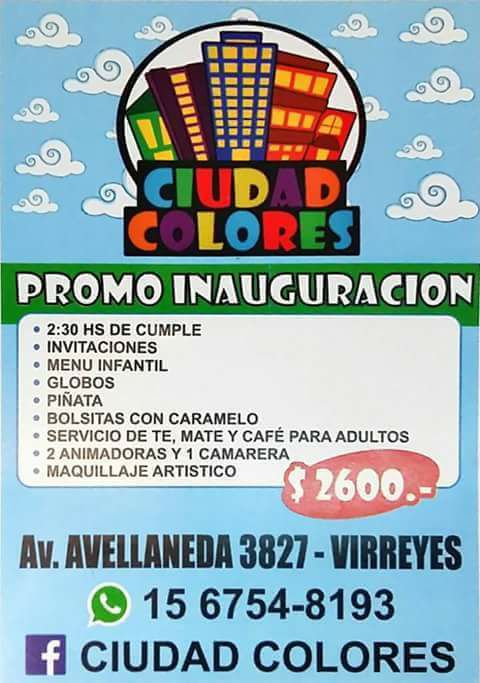 CIUDAD
COLORES
PROMO INAUGURACION
• 2:30 HS DE CUMPLE
• INVITACIONES
• MENU INFANTIL
• GLOBOS
• PIÑATA
• BOLSITAS CON CARAMELO
• SERVICIO DE TE, MATE Y CAFÉ PARA ADULTOS
• 2 ANIMADORAS Y 1 CAMARERA
• MAQUILLAJE ARTISTICO
$ 2600.-
Av. AVELLANEDA 3827 - VIRREYES
15 6754-8193
f CIUDAD COLORES